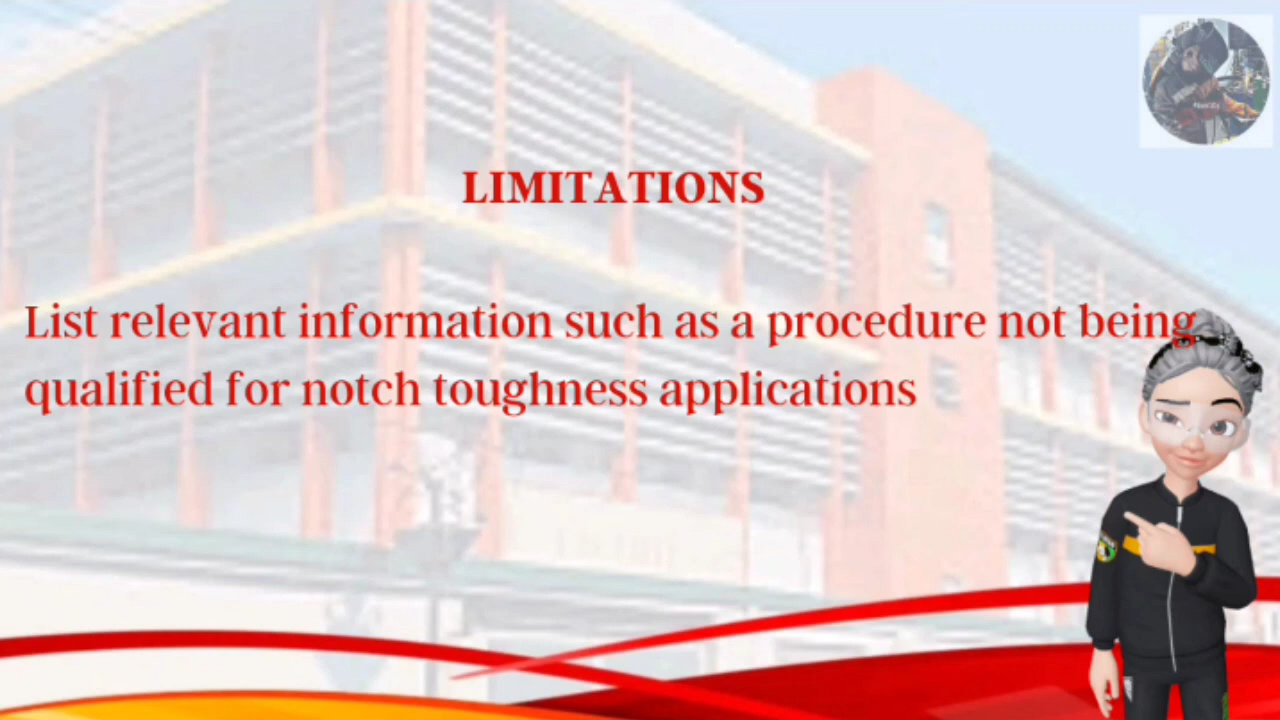 LIMITATIONS
List relevant information such as a procedure not being
qualified for notch toughness applications